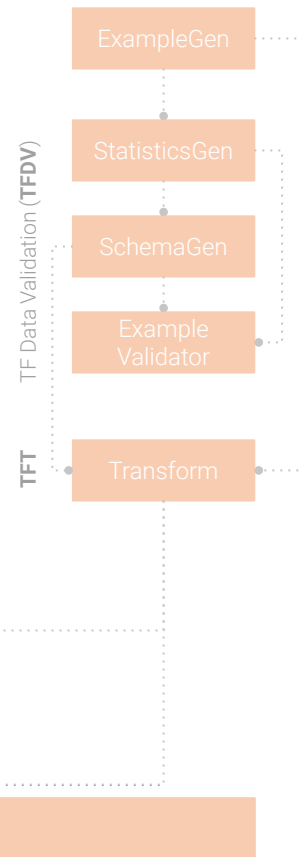 ExampleGen
StatisticsGen
SchemaGen
Example
Validator
TF Data Validation (TFDV)
Transform
TFT